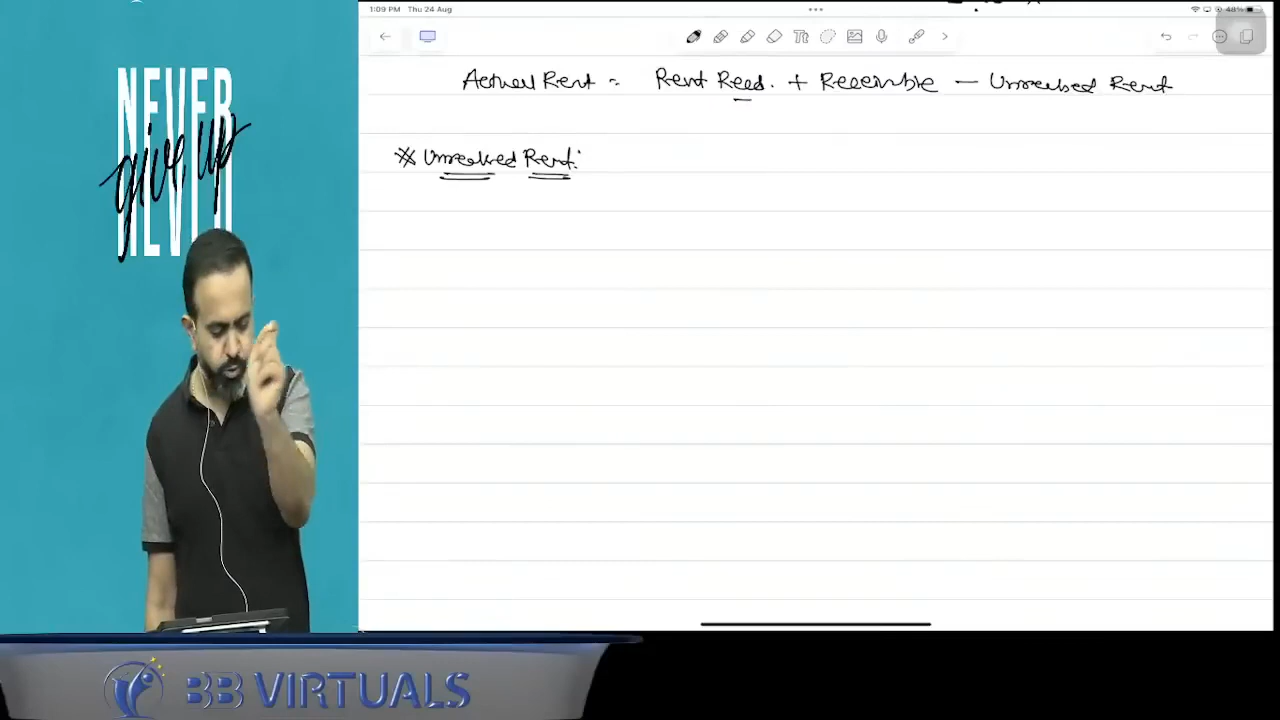 1:09 PM Thu 24 Aug
48%
NEVER
give up
NEVER
Actual Rent = Rent Recd. + Receivable - Unrealised Rent
* Unrealised Rent:
BB VIRTUALS